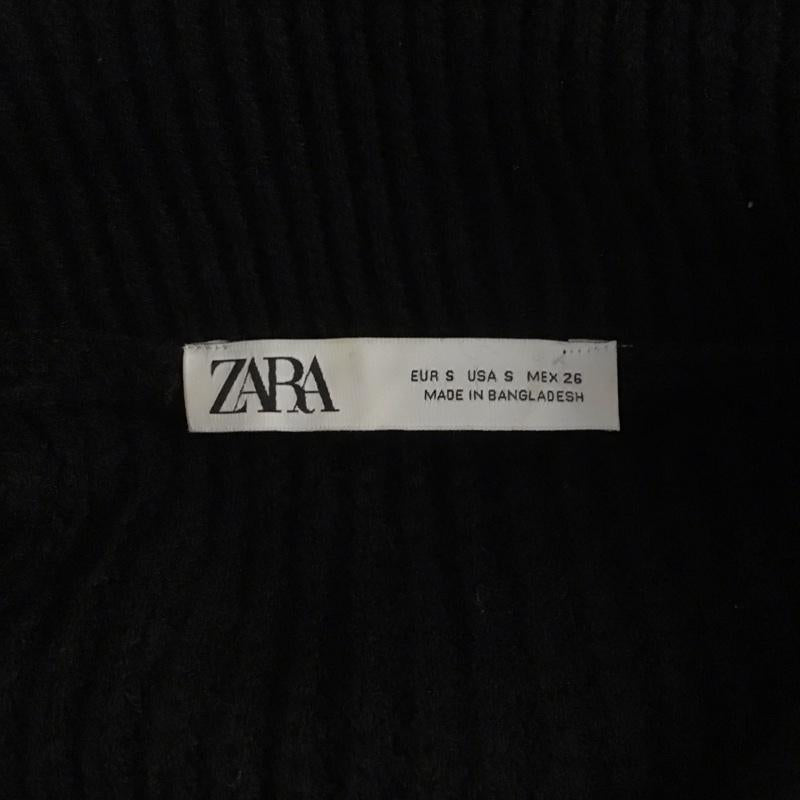 ZARA
EUR S USA S MEX 26
MADE IN BANGLADESH